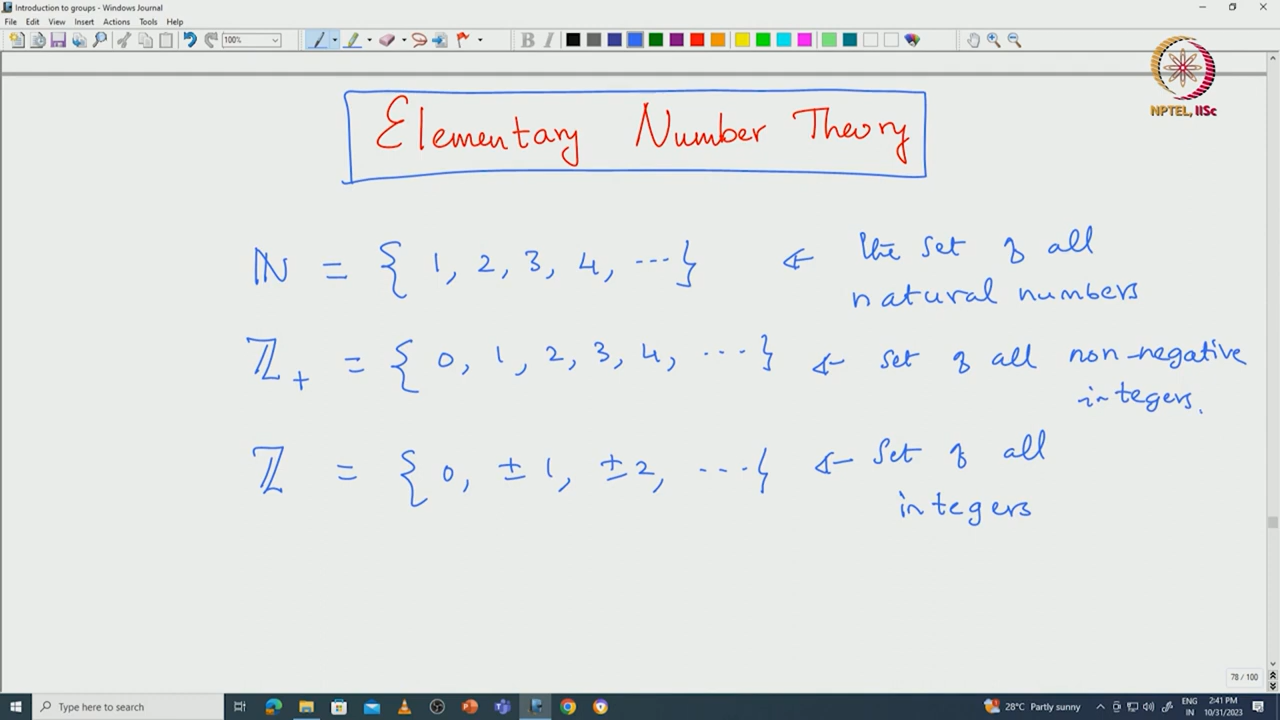 Introduction to groups - Windows Journal
File Edit View Insert Actions Tools Help
100%
B I
NPTEL, IISc
Elementary Number Theory
ℕ = { 1, 2, 3, 4, ⋯ } ← the set of all
natural numbers
ℤ₊ = { 0, 1, 2, 3, 4, ⋯ } ← set of all non-negative
integers.
ℤ = { 0, ± 1, ± 2, ⋯ } ← set of all
integers
78 / 100
Type here to search
28°C Partly sunny
ENG
IN
2:41 PM
10/31/2023